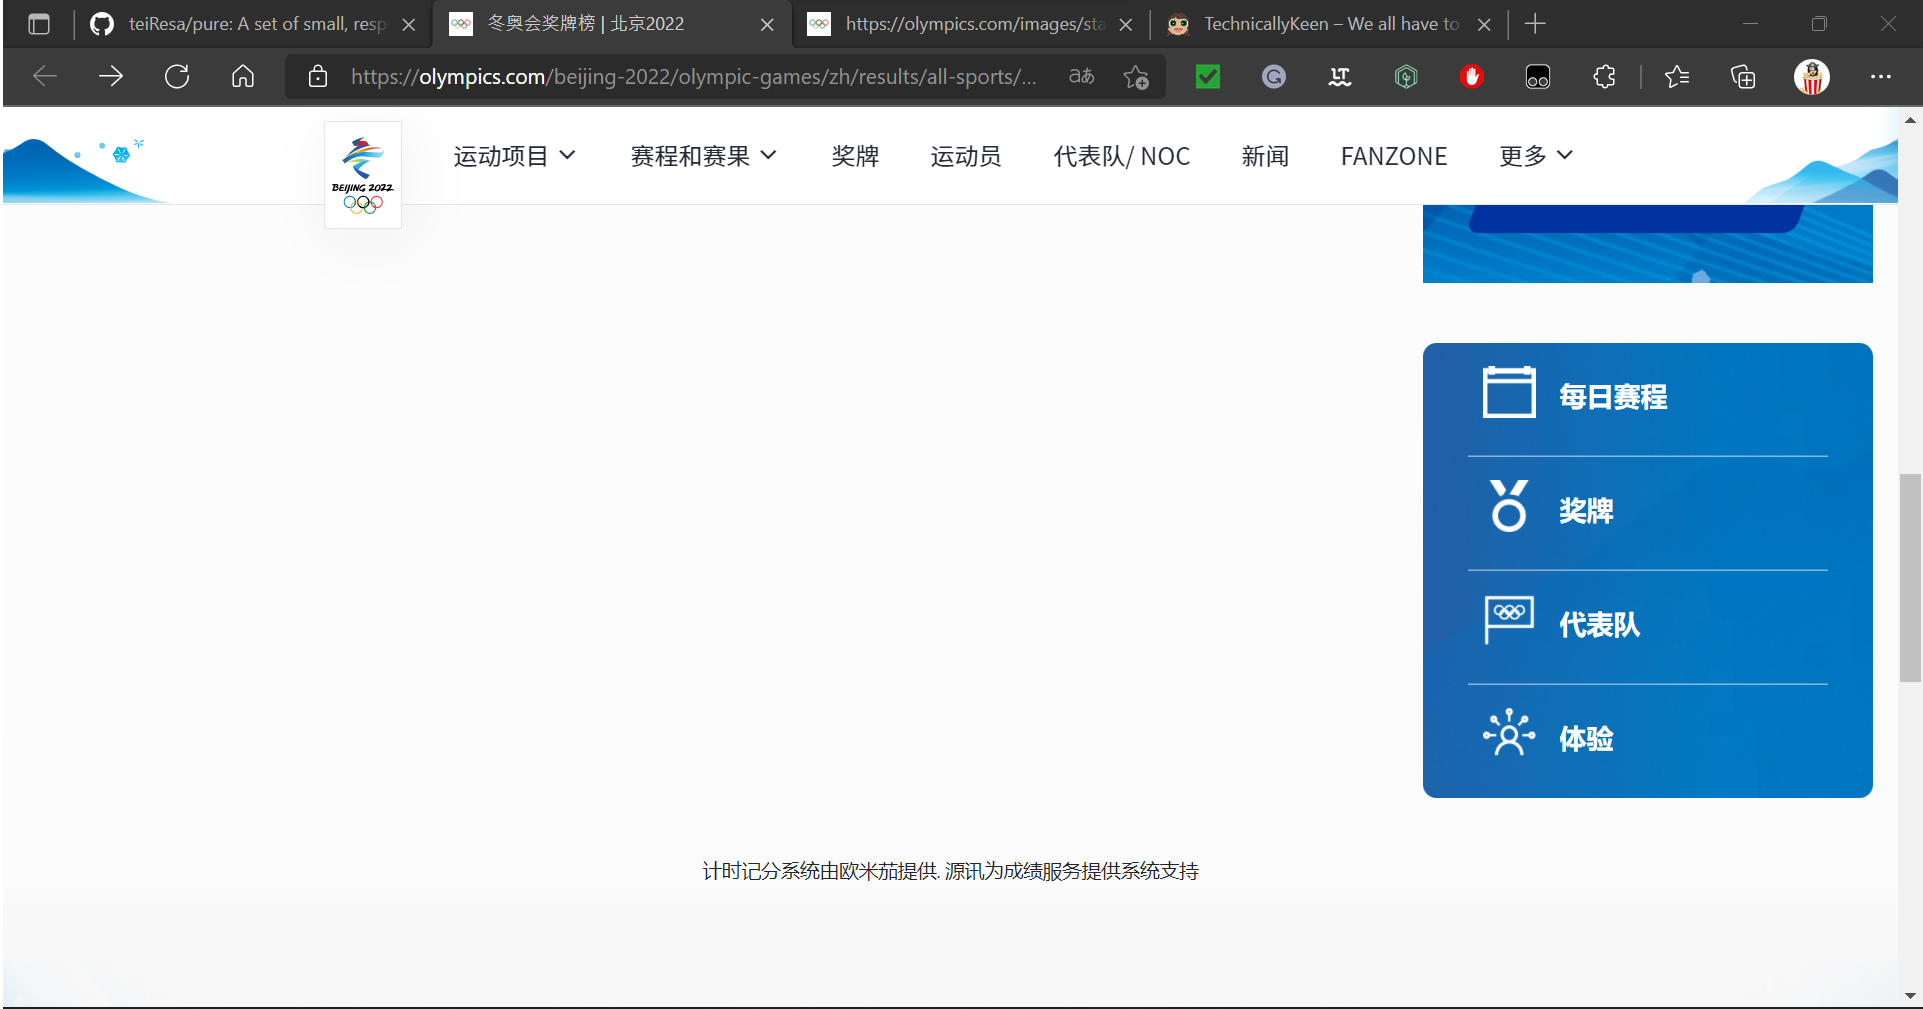 teiResa/pure: A set of small, resp
冬奥会奖牌榜 | 北京2022
https://olympics.com/images/sta
TechnicallyKeen – We all have to
https://olympics.com/beijing-2022/olympic-games/zh/results/all-sports/...
aあ
LT
BEIJING 2022
运动项目
赛程和赛果
奖牌
运动员
代表队/ NOC
新闻
FANZONE
更多
每日赛程
奖牌
代表队
体验
计时记分系统由欧米茄提供. 源讯为成绩服务提供系统支持